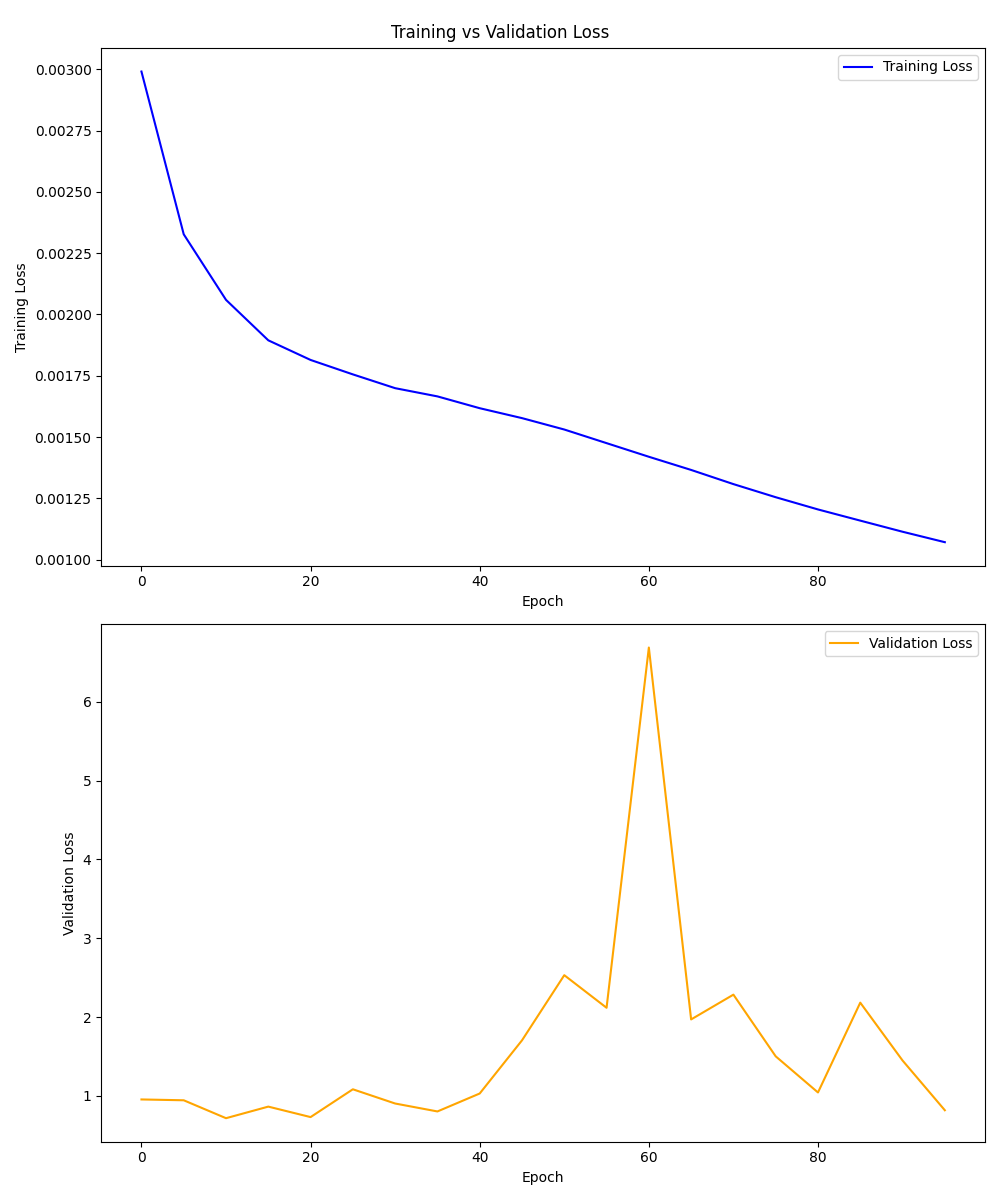 Training vs Validation Loss
Training Loss
0.00300
0.00275
0.00250
0.00225
0.00200
0.00175
0.00150
0.00125
0.00100
Training Loss
0 20 40 60 80
Epoch
Validation Loss
6
5
4
3
2
1
Validation Loss
0 20 40 60 80
Epoch